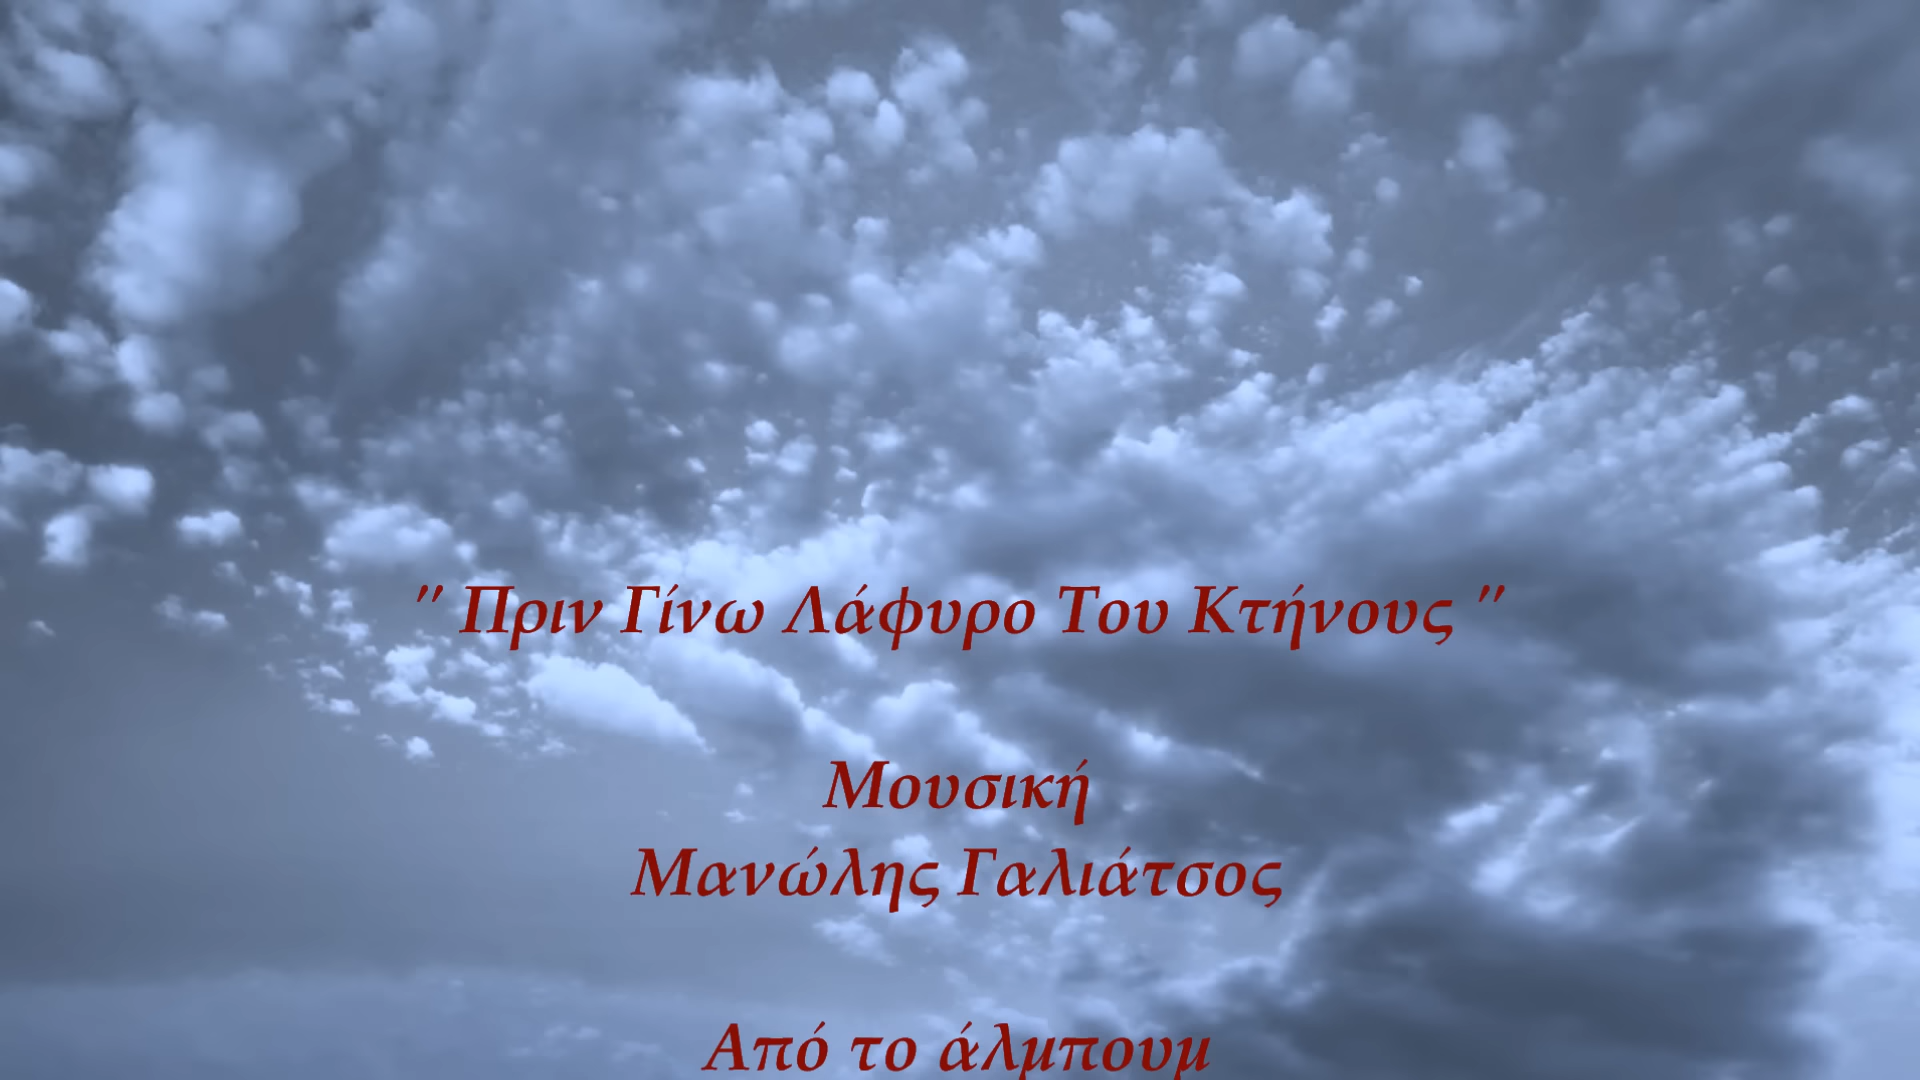 " Πριν Γίνω Λάφυρο Του Κτήνους "
Μουσική
Μανώλης Γαλιάτσος
Από το άλμπουμ